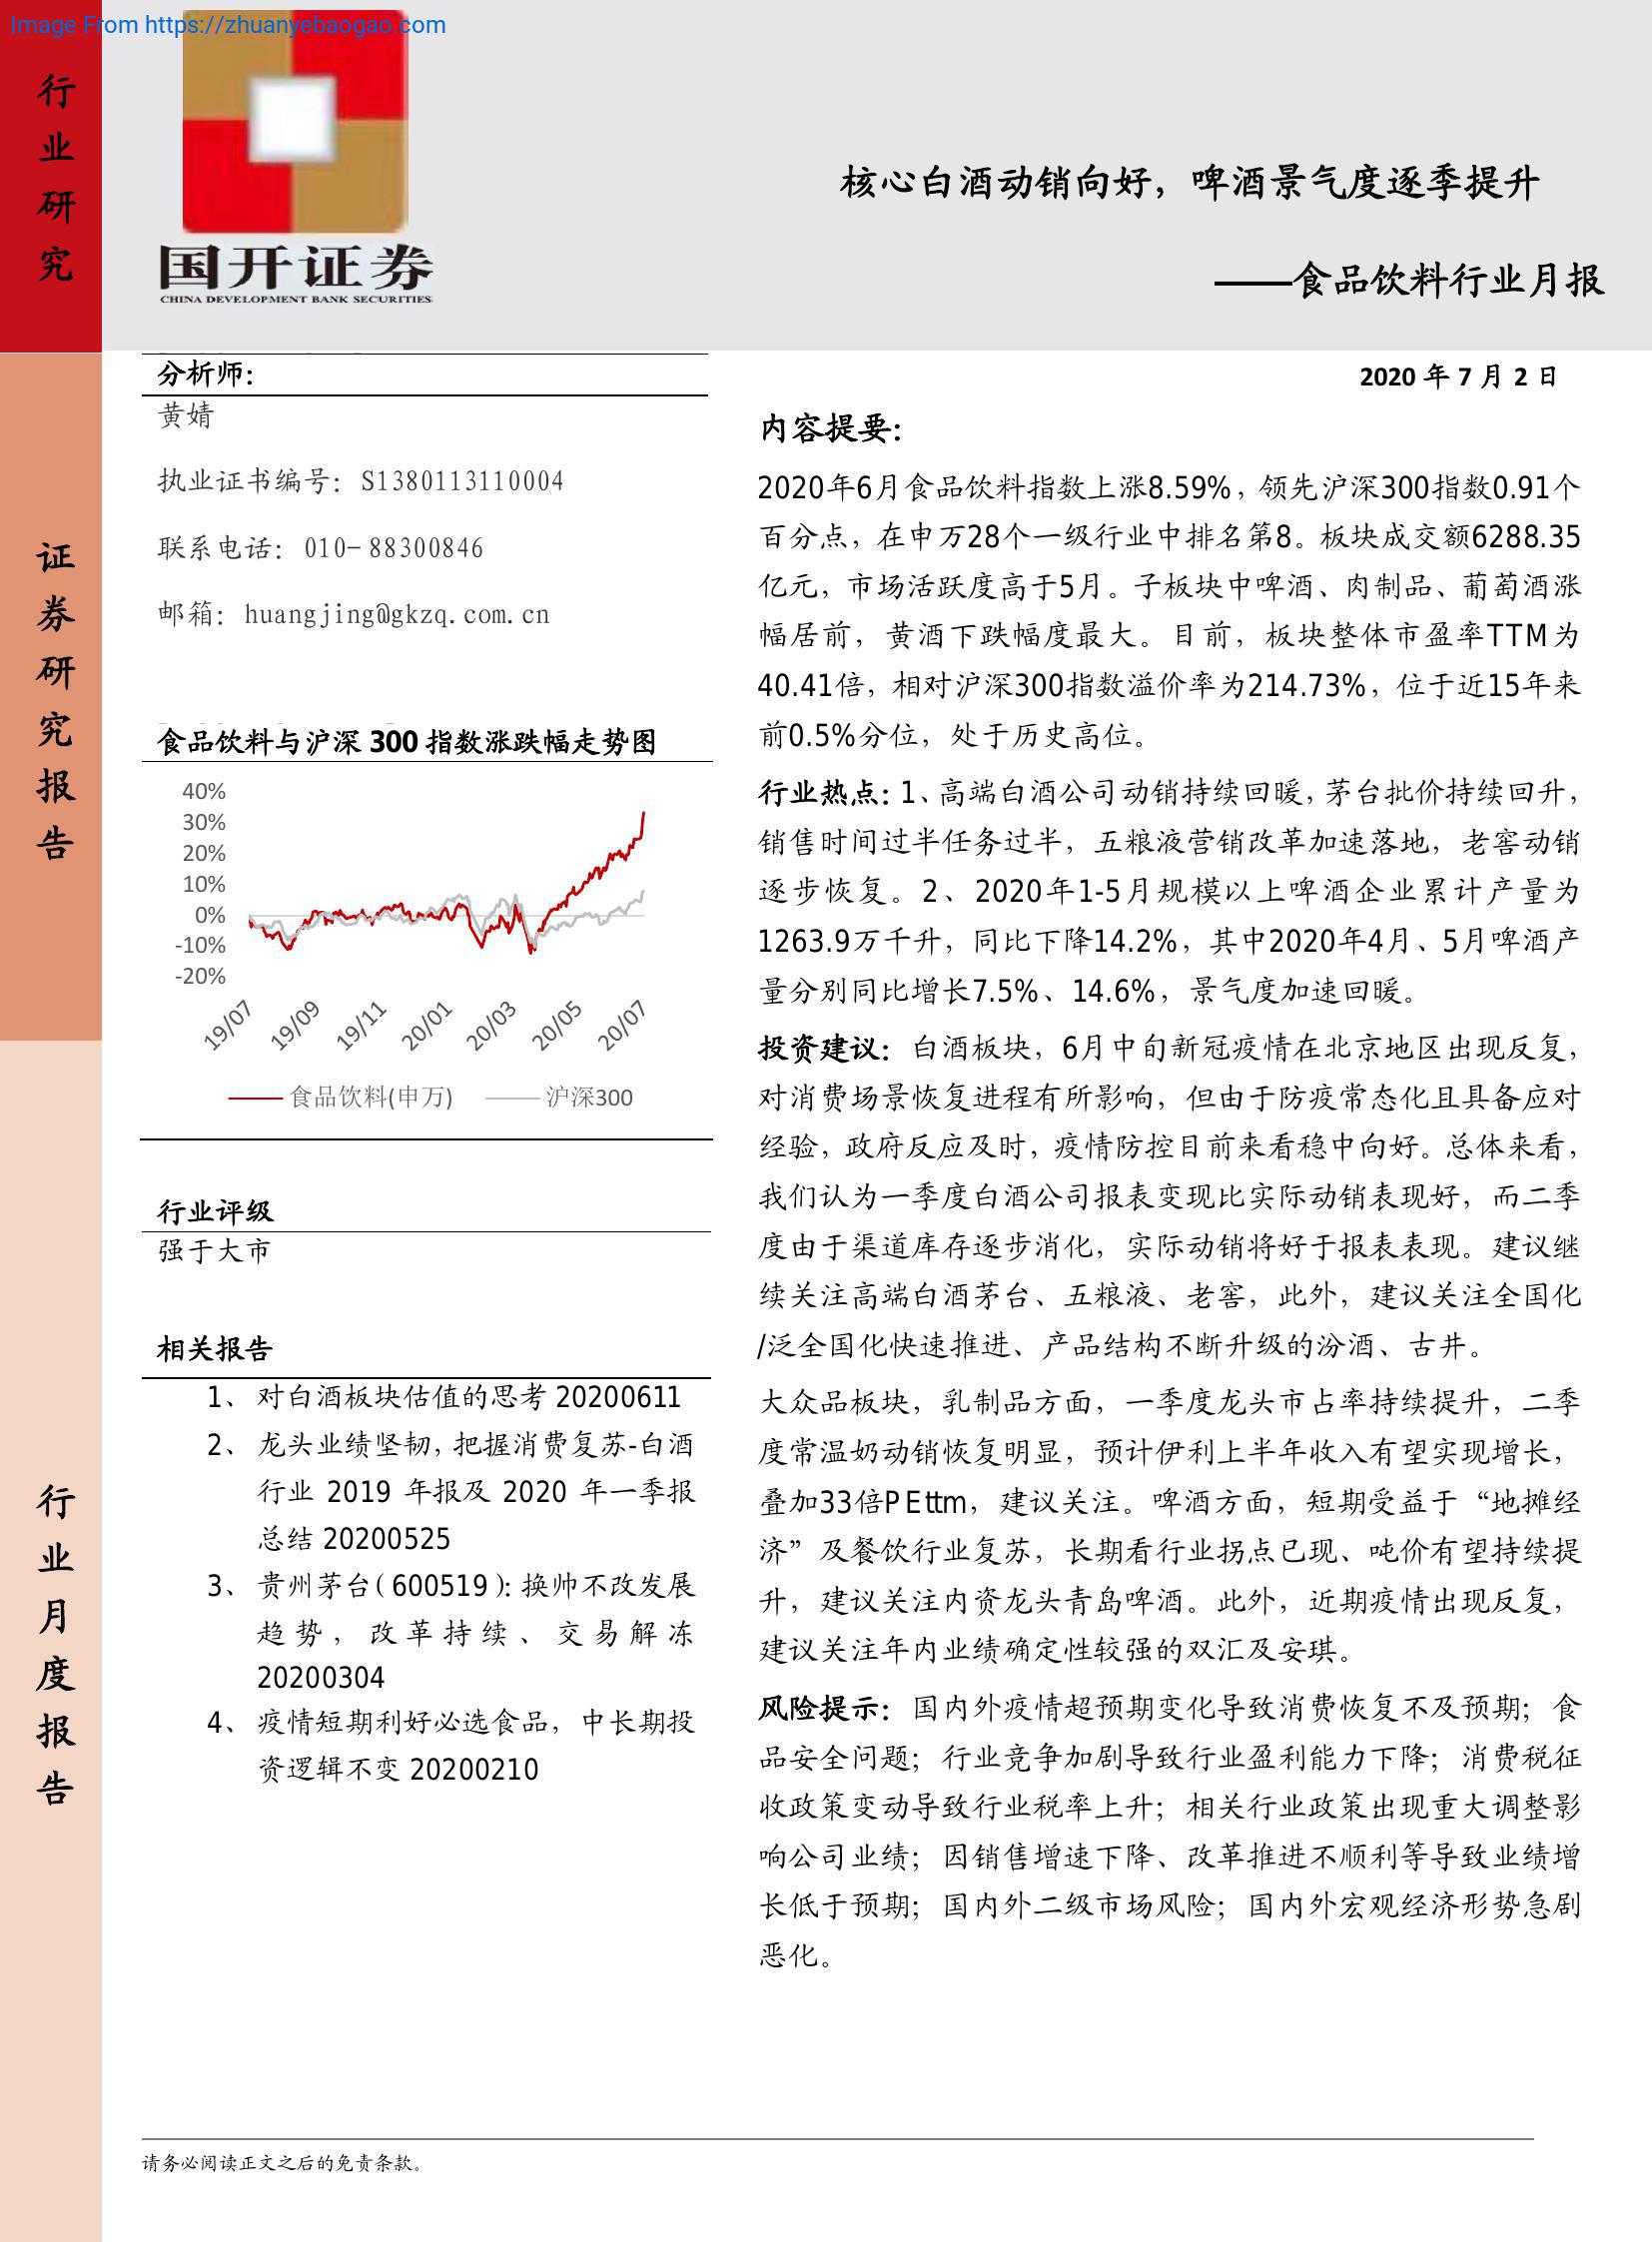 Image From https://zhuanyebaogao.com
行业研究
国开证券
CHINA DEVELOPMENT BANK SECURITIES
核心白酒动销向好，啤酒景气度逐季提升
——食品饮料行业月报
证券研究报告
行业月度报告
分析师：
黄婧
执业证书编号：S1380113110004
联系电话：010-88300846
邮箱：huangjing@gkzq.com.cn
食品饮料与沪深 300 指数涨跌幅走势图
40%
30%
20%
10%
0%
-10%
-20%
19/07 19/09 19/11 20/01 20/03 20/05 20/07
食品饮料(申万) 沪深300
行业评级
强于大市
相关报告
1、 对白酒板块估值的思考 20200611
2、 龙头业绩坚韧，把握消费复苏-白酒
行业 2019 年报及 2020 年一季报
总结 20200525
3、 贵州茅台（600519）：换帅不改发展
趋势，改革持续、交易解冻
20200304
4、 疫情短期利好必选食品，中长期投
资逻辑不变 20200210
2020 年 7 月 2 日
内容提要：
2020年6月食品饮料指数上涨8.59%，领先沪深300指数0.91个
百分点，在申万28个一级行业中排名第8。板块成交额6288.35
亿元，市场活跃度高于5月。子板块中啤酒、肉制品、葡萄酒涨
幅居前，黄酒下跌幅度最大。目前，板块整体市盈率TTM为
40.41倍，相对沪深300指数溢价率为214.73%，位于近15年来
前0.5%分位，处于历史高位。
行业热点：1、高端白酒公司动销持续回暖，茅台批价持续回升，
销售时间过半任务过半，五粮液营销改革加速落地，老窖动销
逐步恢复。2、2020年1-5月规模以上啤酒企业累计产量为
1263.9万千升，同比下降14.2%，其中2020年4月、5月啤酒产
量分别同比增长7.5%、14.6%，景气度加速回暖。
投资建议：白酒板块，6月中旬新冠疫情在北京地区出现反复，
对消费场景恢复进程有所影响，但由于防疫常态化且具备应对
经验，政府反应及时，疫情防控目前来看稳中向好。总体来看，
我们认为一季度白酒公司报表变现比实际动销表现好，而二季
度由于渠道库存逐步消化，实际动销将好于报表表现。建议继
续关注高端白酒茅台、五粮液、老窖，此外，建议关注全国化
/泛全国化快速推进、产品结构不断升级的汾酒、古井。
大众品板块，乳制品方面，一季度龙头市占率持续提升，二季
度常温奶动销恢复明显，预计伊利上半年收入有望实现增长，
叠加33倍PEttm，建议关注。啤酒方面，短期受益于“地摊经
济”及餐饮行业复苏，长期看行业拐点已现、吨价有望持续提
升，建议关注内资龙头青岛啤酒。此外，近期疫情出现反复，
建议关注年内业绩确定性较强的双汇及安琪。
风险提示：国内外疫情超预期变化导致消费恢复不及预期；食
品安全问题；行业竞争加剧导致行业盈利能力下降；消费税征
收政策变动导致行业税率上升；相关行业政策出现重大调整影
响公司业绩；因销售增速下降、改革推进不顺利等导致业绩增
长低于预期；国内外二级市场风险；国内外宏观经济形势急剧
恶化。
请务必阅读正文之后的免责条款。